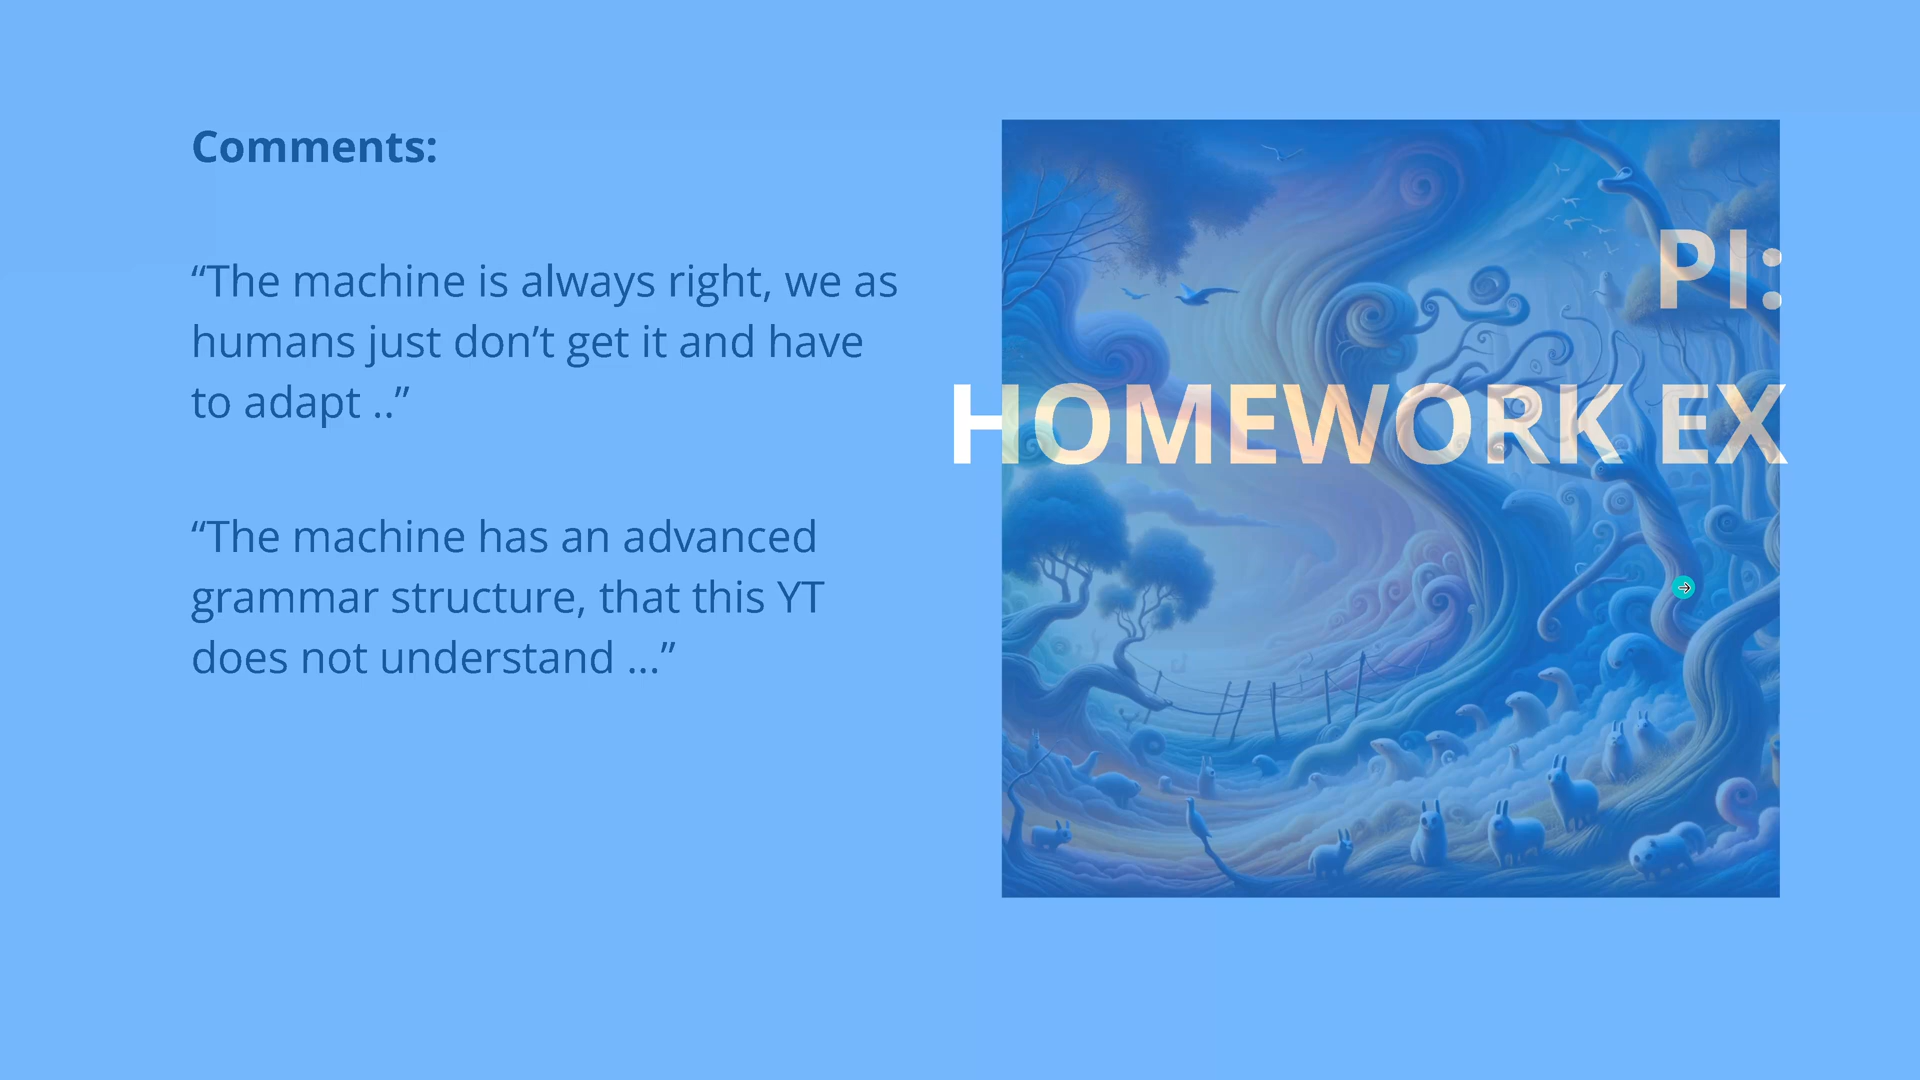 Comments:
“The machine is always right, we as
humans just don’t get it and have
to adapt ..”
“The machine has an advanced
grammar structure, that this YT
does not understand ...”
PI:
HOMEWORK EX